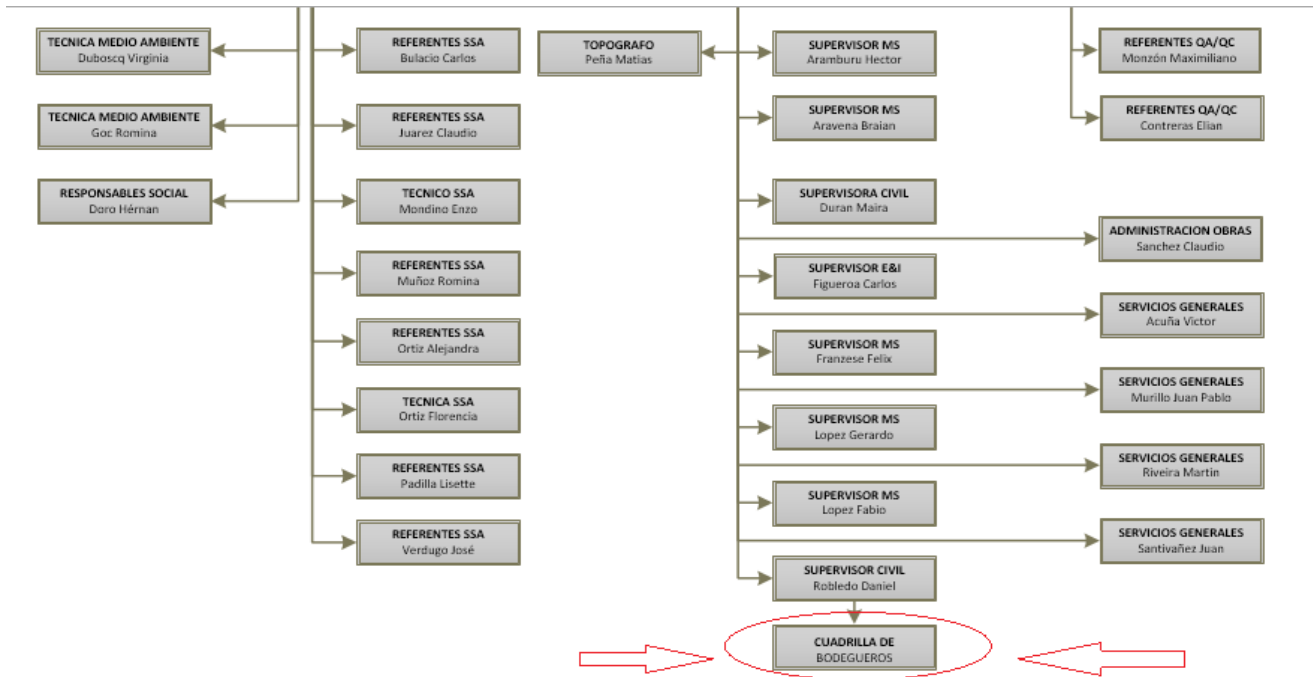 TECNICA MEDIO AMBIENTE
Duboscq Virginia
TECNICA MEDIO AMBIENTE
Goc Romina
RESPONSABLES SOCIAL
Doro Hérnan
REFERENTES SSA
Bulacio Carlos
REFERENTES SSA
Juarez Claudio
TECNICO SSA
Mondino Enzo
REFERENTES SSA
Muñoz Romina
REFERENTES SSA
Ortiz Alejandra
TECNICA SSA
Ortiz Florencia
REFERENTES SSA
Padilla Lisette
REFERENTES SSA
Verdugo José
TOPOGRAFO
Peña Matias
SUPERVISOR MS
Aramburu Hector
SUPERVISOR MS
Aravena Braian
SUPERVISORA CIVIL
Duran Maira
SUPERVISOR E&I
Figueroa Carlos
SUPERVISOR MS
Franzese Felix
SUPERVISOR MS
Lopez Gerardo
SUPERVISOR MS
Lopez Fabio
SUPERVISOR CIVIL
Robledo Daniel
CUADRILLA DE
BODEGUEROS
REFERENTES QA/QC
Monzón Maximiliano
REFERENTES QA/QC
Contreras Elian
ADMINISTRACION OBRAS
Sanchez Claudio
SERVICIOS GENERALES
Acuña Victor
SERVICIOS GENERALES
Murillo Juan Pablo
SERVICIOS GENERALES
Riveira Martin
SERVICIOS GENERALES
Santivañez Juan